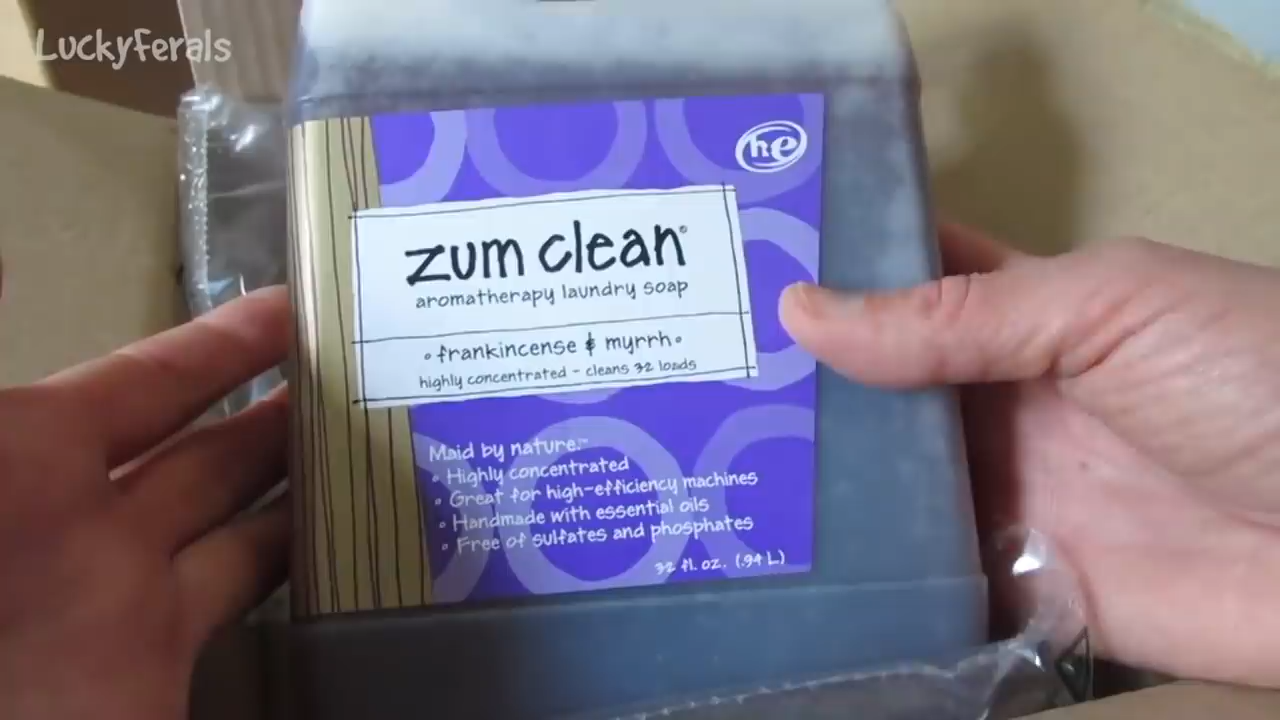 LuckyFerals
he
zum clean®
aromatherapy laundry soap
• frankincense & myrrh •
highly concentrated - cleans 32 loads
Maid by nature.™
• Highly concentrated
• Great for high-efficiency machines
• Handmade with essential oils
• Free of sulfates and phosphates
32 fl. oz. (.94 L)